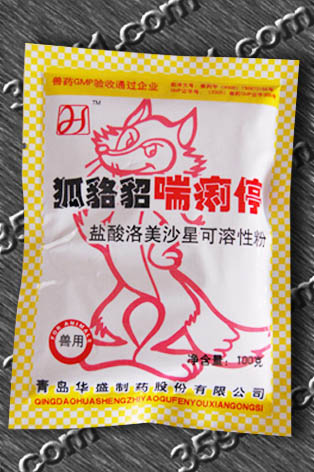 兽药GMP验收通过企业
TM
狐貉貂喘痢停
盐酸洛美沙星可溶性粉
FOR ANIMALS
兽用
净含量：100克
青岛华盛制药股份有限公司
QINGDAOHUASHENGZHIYAOGUFENYOUXIANGONGSI